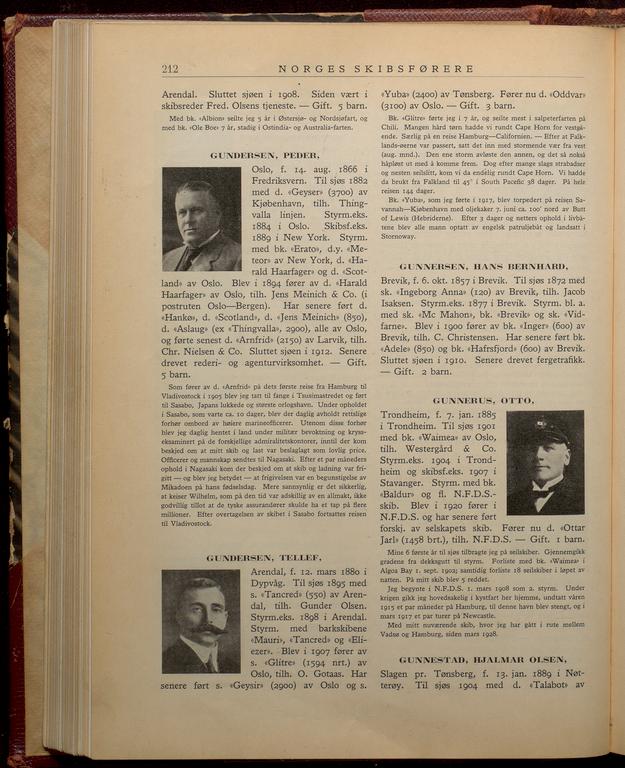 212
NORGES SKIBSFØRERE
Arendal. Sluttet sjøen i 1908. Siden vært i
skibsreder Fred. Olsens tjeneste. — Gift. 5 barn.
Med bk. «Albion» seilte jeg 5 år i Østersjø- og Nordsjøfart, og
med bk. «Ole Boe» 7 år, stadig i Ostindia- og Australia-farten.
GUNDERSEN, PEDER,
Oslo, f. 14. aug. 1866 i
Fredriksvern. Til sjøs 1882
med d. «Geyser» (3700) av
Kjøbenhavn, tilh. Thing-
valla linjen. Styrm.eks.
1884 i Oslo. Skibsf.eks.
1889 i New York. Styrm.
med bk. «Erato», d.y. «Me-
teor» av New York, d. «Ha-
rald Haarfager» og d. «Scot-
land» av Oslo. Blev i 1894 fører av d. «Harald
Haarfager» av Oslo, tilh. Jens Meinich & Co. (i
postruten Oslo—Bergen). Har senere ført d.
«Hankø», d. «Scotland», d. «Jens Meinich» (850),
d. «Aslaug» (ex «Thingvalla», 2900), alle av Oslo,
og førte senest d. «Arnfrid» (2150) av Larvik, tilh.
Chr. Nielsen & Co. Sluttet sjøen i 1912. Senere
drevet rederi- og agenturvirksomhet. — Gift.
5 barn.
Som fører av d. «Arnfrid» på dets første reise fra Hamburg til
Vladivostock i 1905 blev jeg tatt til fange i Tsusimastredet og ført
til Sasabo, Japans lukkede og største orlogshavn. Under opholdet
i Sasabo, som varte ca. 10 dager, blev der daglig avholdt rettslige
forhør ombord av høiere marineofficerer. Utenom disse forhør
blev jeg daglig hentet i land under militær bevoktning og kryss-
eksaminert på de forskjellige admiralitetskontorer, inntil der kom
beskjed om at mitt skib og last var beslaglagt som lovlig price.
Officerer og mannskap sendtes til Nagasaki. Efter et par måneders
ophold i Nagasaki kom der beskjed om at skib og ladning var fri-
gitt — og blev jeg betydet — at frigivelsen var en begunstigelse av
Mikadoen på hans fødselsdag. Mere sannsynlig er det sikkerlig,
at keiser Wilhelm, som på den tid var adskillig av en allmakt, ikke
godvillig tillot at de tyske assurandører skulde ha et tap på flere
millioner. Efter overtagelsen av skibet i Sasabo fortsattes reisen
til Vladivostock.
GUNDERSEN, TELLEF,
Arendal, f. 12. mars 1880 i
Dypvåg. Til sjøs 1895 med
s. «Tancred» (550) av Aren-
dal, tilh. Gunder Olsen.
Styrm.eks. 1898 i Arendal.
Styrm. med barkskibene
«Mauri», «Tancred» og «Eli-
ezer». Blev i 1907 fører av
s. «Glitre» (1594 nrt.) av
Oslo, tilh. O. Gotaas. Har
senere ført s. «Geysir» (2900) av Oslo og s.
«Yuba» (2400) av Tønsberg. Fører nu d. «Oddvar»
(3100) av Oslo. — Gift. 3 barn.
Bk. «Glitre» førte jeg i 7 år, og seilte mest i salpeterfarten på
Chili. Mangen hård tørn hadde vi rundt Cape Horn for vestgå-
ende. Særlig på en reise Hamburg—Californien. — Efter at Falk-
lands-øerne var passert, satt det inn med stormende vær fra vest
(aug. mnd.). Den ene storm avløste den annen, og det så nokså
håpløst ut med å komme frem. Dog efter mange slags strabadser
og nesten seilslitt, kom vi da endelig rundt Cape Horn. Vi hadde
da brukt fra Falkland til 45° i South Pacific 38 dager. På hele
reisen 144 dager.
Bk. «Yuba», som jeg førte i 1917, blev torpedert på reisen Sa-
vannah—Kjøbenhavn med oljekaker 7. juni ca. 100' nord av Butt
of Lewis (Hebriderne). Efter 3 dager og netters ophold i livbå-
tene blev alle mann optatt av engelsk patruljebåt og landsatt i
Stornoway.
GUNNERSEN, HANS BERNHARD,
Brevik, f. 6. okt. 1857 i Brevik. Til sjøs 1872 med
sk. «Ingeborg Anna» (120) av Brevik, tilh. Jacob
Isaksen. Styrm.eks. 1877 i Brevik. Styrm. bl. a.
med sk. «Mc Mahon», bk. «Brevik» og sk. «Vid-
farne». Blev i 1900 fører av bk. «Inger» (600) av
Brevik, tilh. C. Christensen. Har senere ført bk.
«Adele» (850) og bk. «Hafrsfjord» (600) av Brevik.
Sluttet sjøen i 1910. Senere drevet fergetrafikk.
— Gift. 2 barn.
GUNNERUS, OTTO,
Trondheim, f. 7. jan. 1885
i Trondheim. Til sjøs 1901
med bk. «Waimea» av Oslo,
tilh. Westergård & Co.
Styrm.eks. 1904 i Trond-
heim og skibsf.eks. 1907 i
Stavanger. Styrm. med bk.
«Baldur» og fl. N.F.D.S.-
skib. Blev i 1920 fører i
N.F.D.S. og har senere ført
forskj. av selskapets skib. Fører nu d. «Ottar
Jarl» (1458 brt.), tilh. N.F.D.S. — Gift. 1 barn.
Mine 6 første år til sjøs tilbragte jeg på seilskiber. Gjennemgikk
gradene fra dekksgutt til styrm. Forliste med bk. «Waimea» i
Algoa Bay 1. sept. 1902; samtidig forliste 18 seilskiber i løpet av
natten. På mitt skib blev 5 reddet.
Jeg begynte i N.F.D.S. 1. mars 1908 som 2. styrm. Under
krigen gikk jeg hovedsakelig i kystfart her hjemme, undtatt våren
1915 et par måneder på Hamburg, til denne havn blev stengt, og i
mars 1917 et par turer på Newcastle.
Med mitt nuværende skib, hvor jeg har gått i rute mellem
Vadsø og Hamburg, siden mars 1928.
GUNNESTAD, HJALMAR OLSEN,
Slagen pr. Tønsberg, f. 13. jan. 1889 i Nøt-
terøy. Til sjøs 1904 med d. «Talabot» av